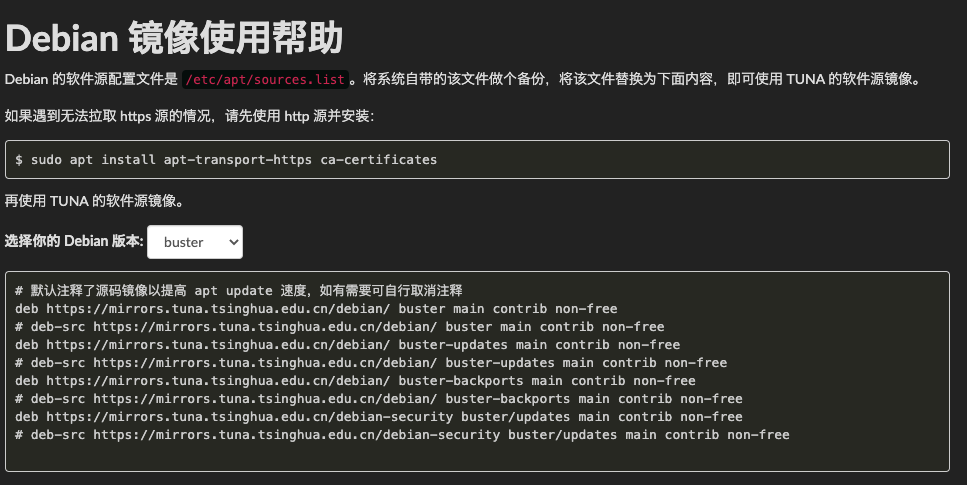 Debian 镜像使用帮助
Debian 的软件源配置文件是 /etc/apt/sources.list。将系统自带的该文件做个备份，将该文件替换为下面内容，即可使用 TUNA 的软件源镜像。
如果遇到无法拉取 https 源的情况，请先使用 http 源并安装：
$ sudo apt install apt-transport-https ca-certificates
再使用 TUNA 的软件源镜像。
选择你的 Debian 版本: buster
# 默认注释了源码镜像以提高 apt update 速度，如有需要可自行取消注释
deb https://mirrors.tuna.tsinghua.edu.cn/debian/ buster main contrib non-free
# deb-src https://mirrors.tuna.tsinghua.edu.cn/debian/ buster main contrib non-free
deb https://mirrors.tuna.tsinghua.edu.cn/debian/ buster-updates main contrib non-free
# deb-src https://mirrors.tuna.tsinghua.edu.cn/debian/ buster-updates main contrib non-free
deb https://mirrors.tuna.tsinghua.edu.cn/debian/ buster-backports main contrib non-free
# deb-src https://mirrors.tuna.tsinghua.edu.cn/debian/ buster-backports main contrib non-free
deb https://mirrors.tuna.tsinghua.edu.cn/debian-security buster/updates main contrib non-free
# deb-src https://mirrors.tuna.tsinghua.edu.cn/debian-security buster/updates main contrib non-free